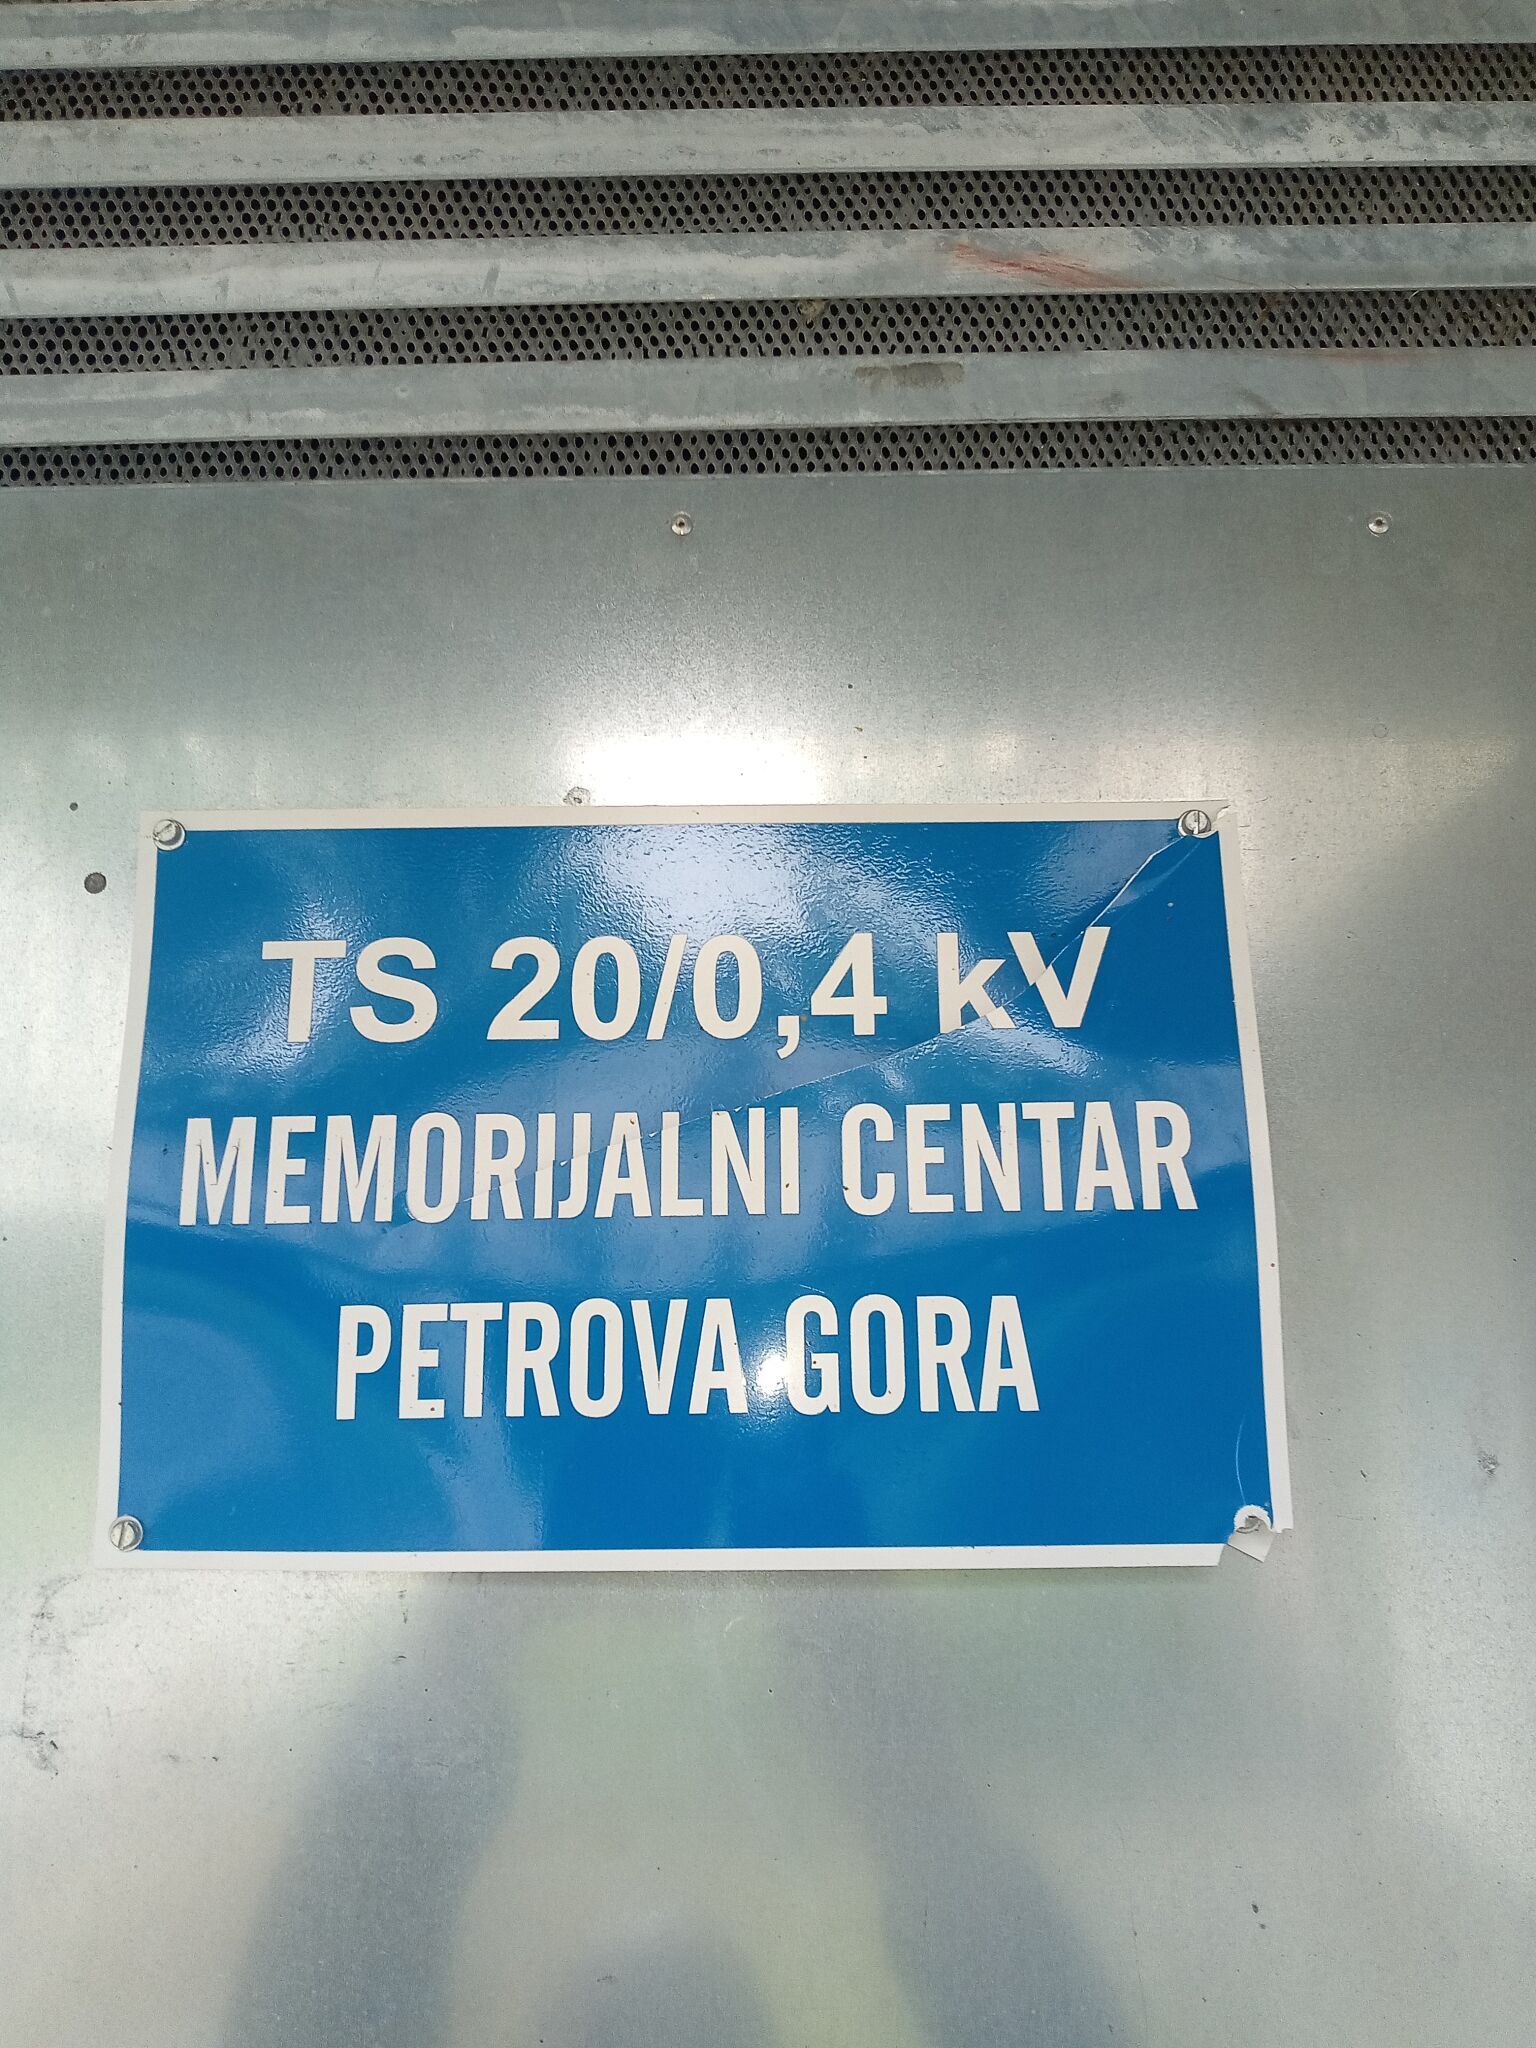 TS 20/0,4 kV
MEMORIJALNI CENTAR
PETROVA GORA